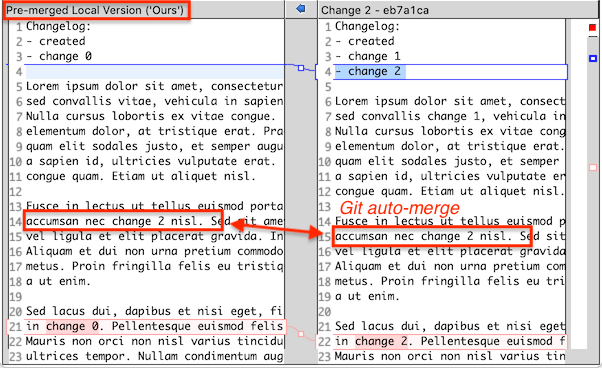 Pre-merged Local Version ('Ours')
1 Changelog:
2 - created
3 - change 0
4
5 Lorem ipsum dolor sit amet, consectetur
6 sed convallis vitae, vehicula in sapien
7 Nulla cursus lobortis ex vitae congue.
8 elementum dolor, at tristique erat. Pra
9 quam elit sodales justo, et semper augu
10 a sapien id, ultricies vulputate erat.
11 congue quam. Etiam ut aliquet nisl.
12
13 Fusce in lectus ut tellus euismod porta
14 accumsan nec change 2 nisl. Sed sit ame
15 vel ligula et elit placerat gravida. In
16 Aliquam et dui non urna pretium commodo
17 metus. Proin fringilla felis eu tristiq
18 a ut enim.
19
20 Sed lacus dui, dapibus et nisi eget, fi
21 in change 0. Pellentesque euismod felis
22 Mauris non orci non nisl varius tincidu
23 ultrices tempor. Nullam condimentum aug
Change 2 - eb7a1ca
1 Changelog:
2 - created
3 - change 1
4 - change 2
5
6 Lorem ipsum dolor sit amet, consectet
7 sed convallis change 1, vehicula in
8 Nulla cursus lobortis ex vitae congue
9 elementum dolor, at tristique erat.
10 quam elit sodales justo, et semper a
11 a sapien id, ultricies vulputate era
12 congue quam. Etiam ut aliquet nisl.
13
Git auto-merge
14 Fusce in lectus ut tellus euismod po
15 accumsan nec change 2 nisl. Sed sit
16 vel ligula et elit placerat gravida
17 Aliquam et dui non urna pretium comm
18 metus. Proin fringilla felis eu tris
19 a ut enim.
20
21 Sed lacus dui, dapibus et nisi eget,
22 in change 2. Pellentesque euismod f
23 Mauris non orci non nisl varius tin